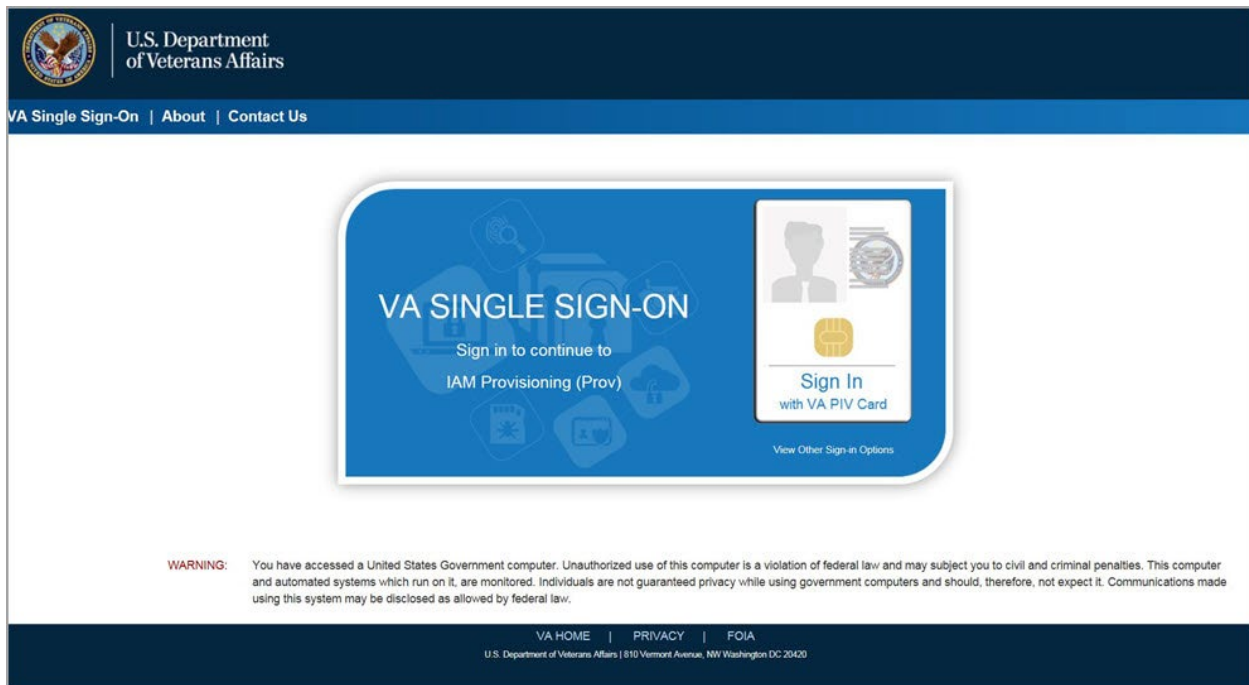 U.S. Department
of Veterans Affairs
VA Single Sign-On | About | Contact Us
VA SINGLE SIGN-ON
Sign in to continue to
IAM Provisioning (Prov)
Sign In
with VA PIV Card
View Other Sign-in Options
WARNING: You have accessed a United States Government computer. Unauthorized use of this computer is a violation of federal law and may subject you to civil and criminal penalties. This computer
and automated systems which run on it, are monitored. Individuals are not guaranteed privacy while using government computers and should, therefore, not expect it. Communications made
using this system may be disclosed as allowed by federal law.
VA HOME | PRIVACY | FOIA
U.S. Department of Veterans Affairs | 810 Vermont Avenue, NW Washington DC 20420